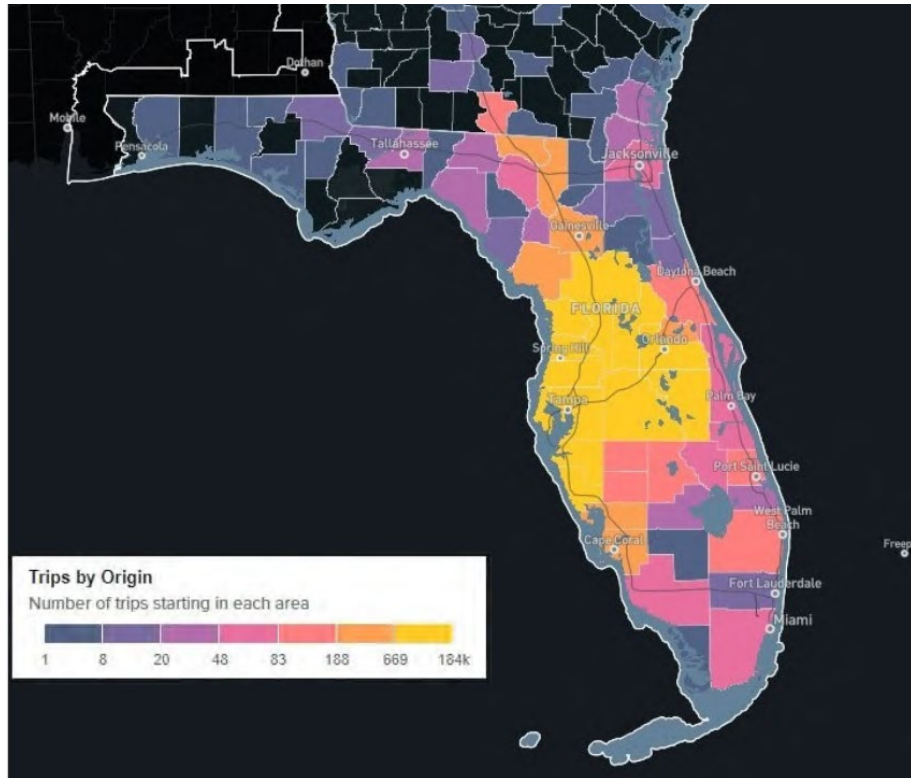 Dothan
Mobile
Pensacola
Tallahassee
Jacksonville
Gainesville
Daytona Beach
FLORIDA
Orlando
Spring Hill
Tampa
Palm Bay
Port Saint Lucie
West Palm
Beach
Cape Coral
Freep
Fort Lauderdale
Miami
Trips by Origin
Number of trips starting in each area
1 8 20 48 83 188 669 184k